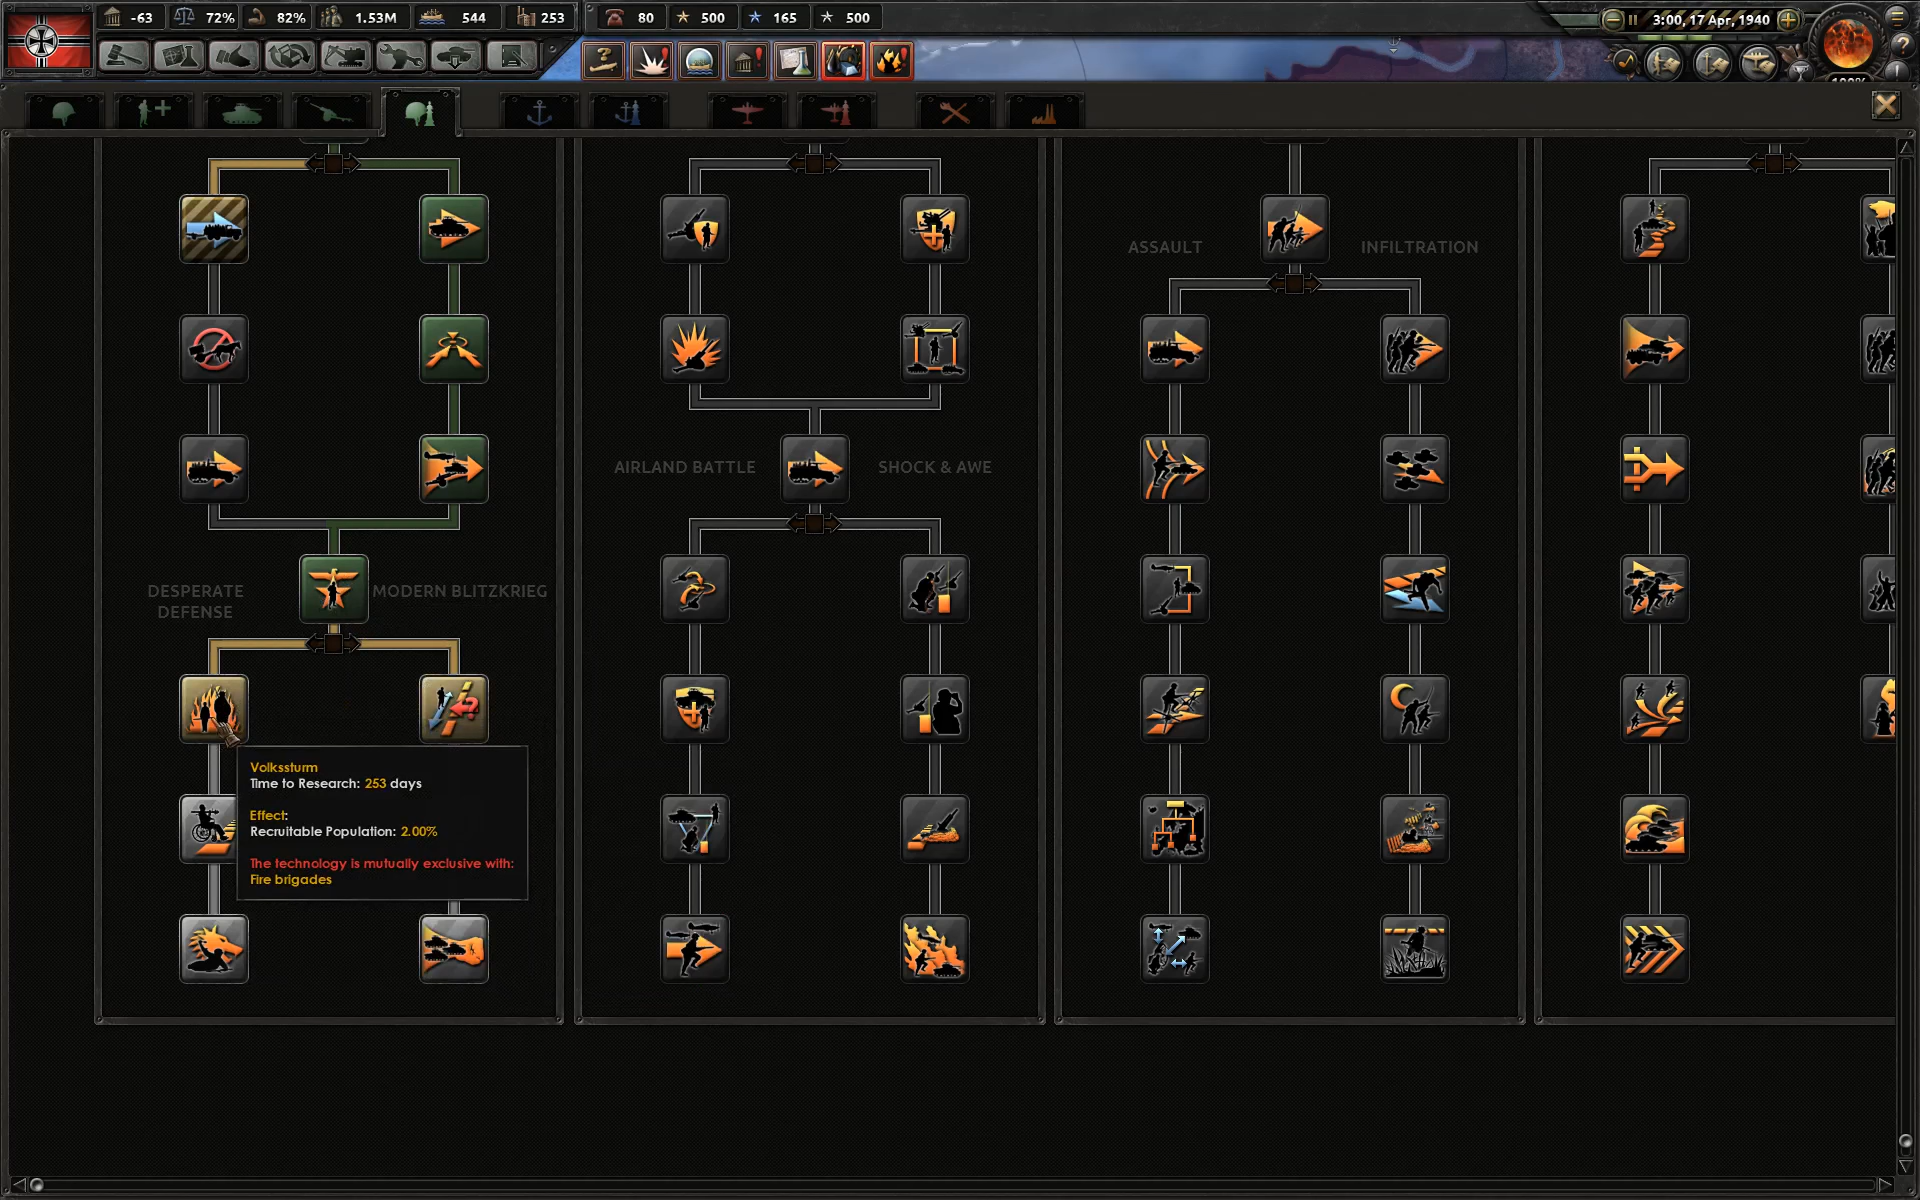 -63 72% 82% 1.53M 544 253 80 500 165 500 3:00, 17 Apr, 1940
ASSAULT INFILTRATION
AIRLAND BATTLE SHOCK & AWE
DESPERATE
DEFENSE
MODERN BLITZKRIEG
Volkssturm
Time to Research: 253 days
Effect:
Recruitable Population: 2.00%
The technology is mutually exclusive with:
Fire brigades